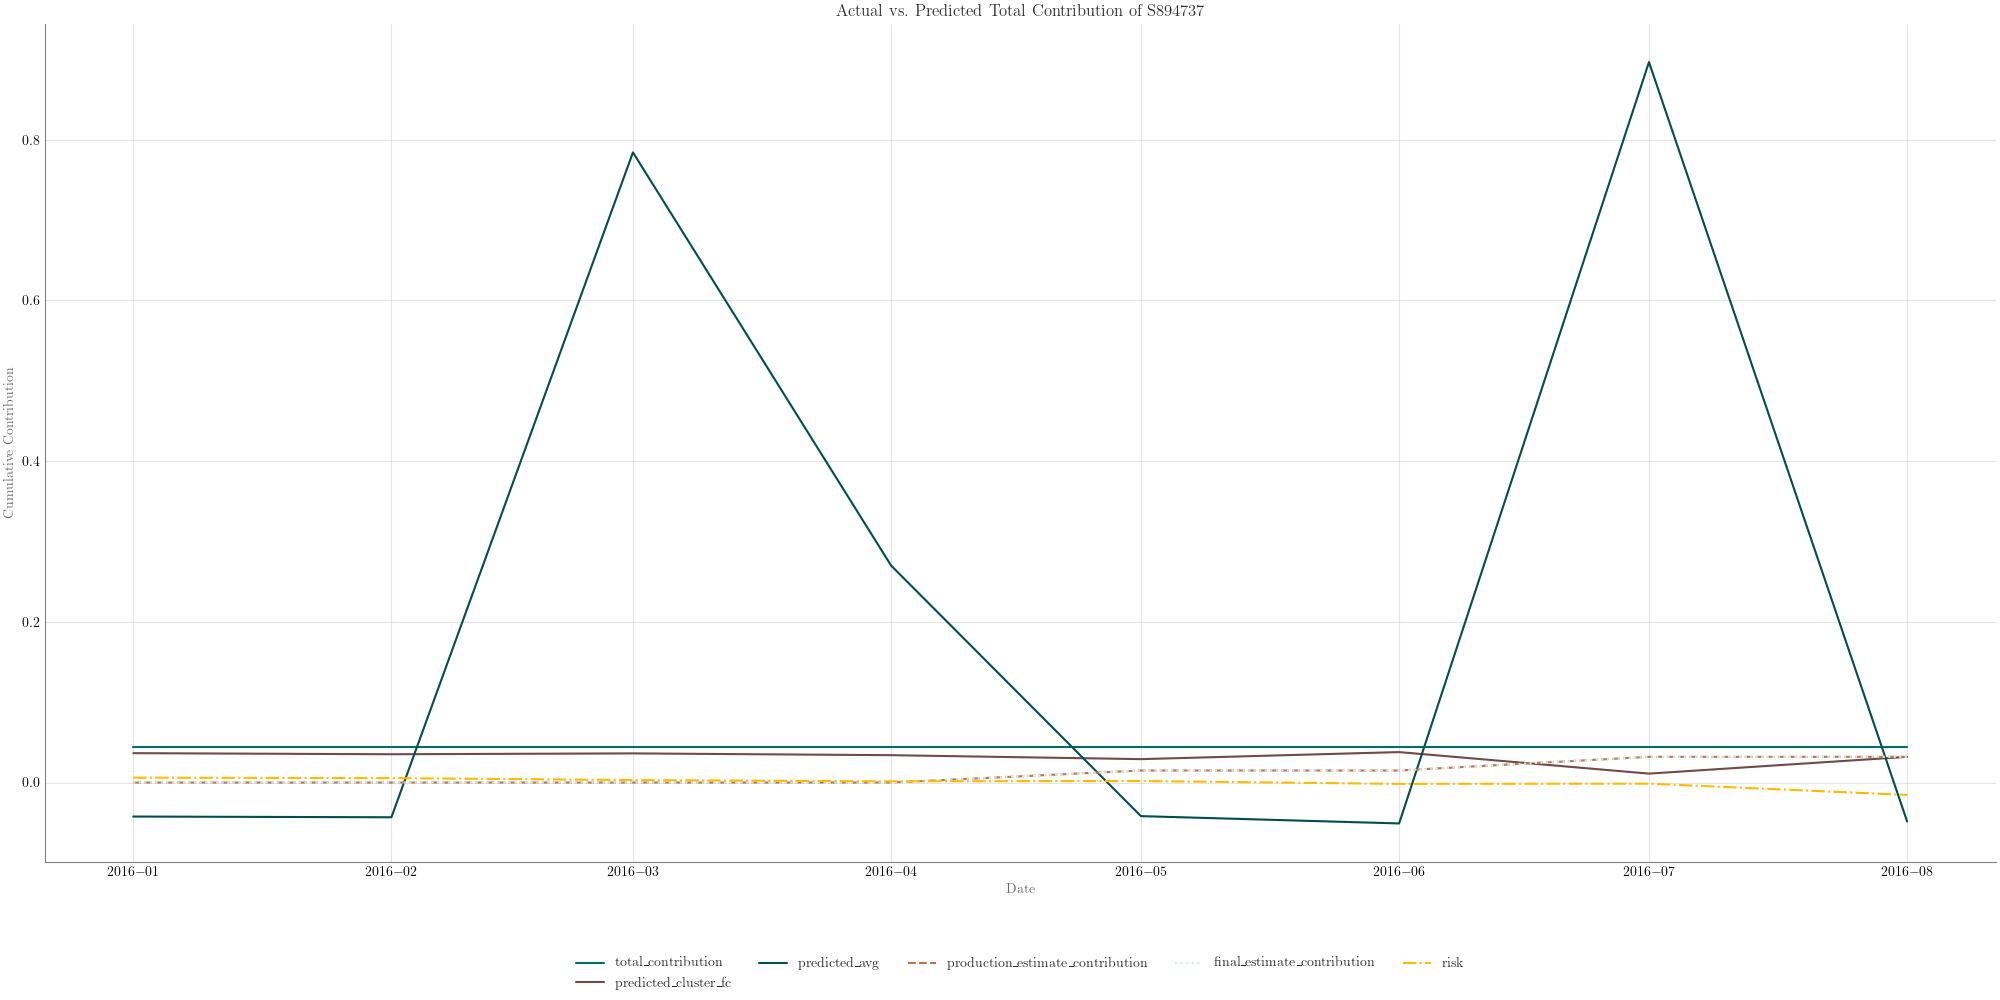 Actual vs. Predicted Total Contribution of S894737
Cumulative Contribution
0.8
0.6
0.4
0.2
0.0
2016−01 2016−02 2016−03 2016−04 2016−05 2016−06 2016−07 2016−08
Date
total_contribution predicted_avg production_estimate_contribution final_estimate_contribution risk
predicted_cluster_fc